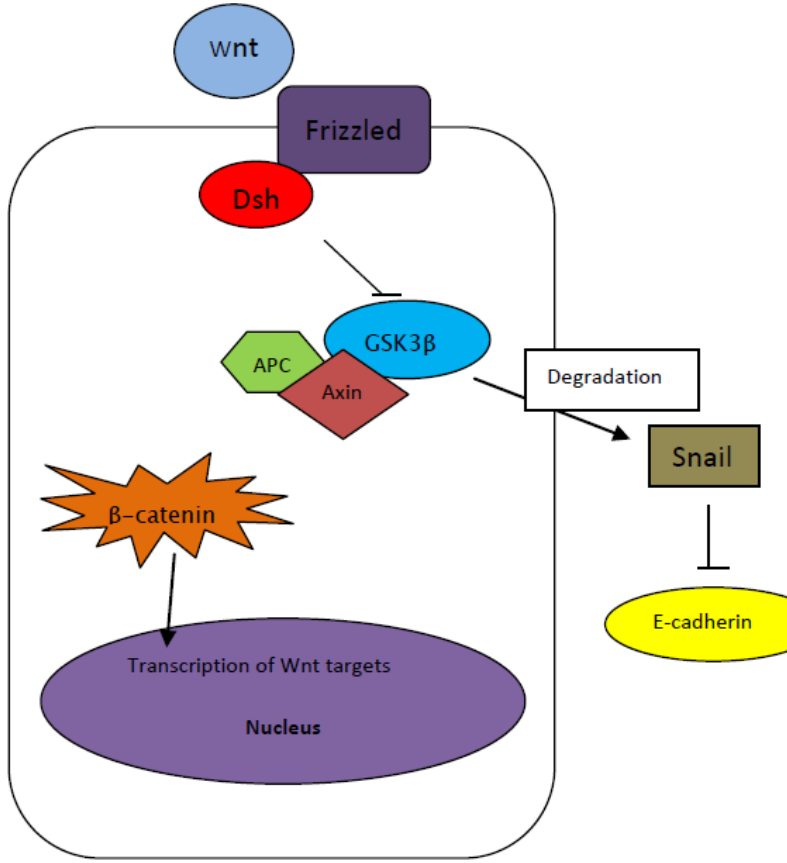 Wnt
Frizzled
Dsh
GSK3β
APC
Axin
Degradation
Snail
β-catenin
E-cadherin
Transcription of Wnt targets
Nucleus